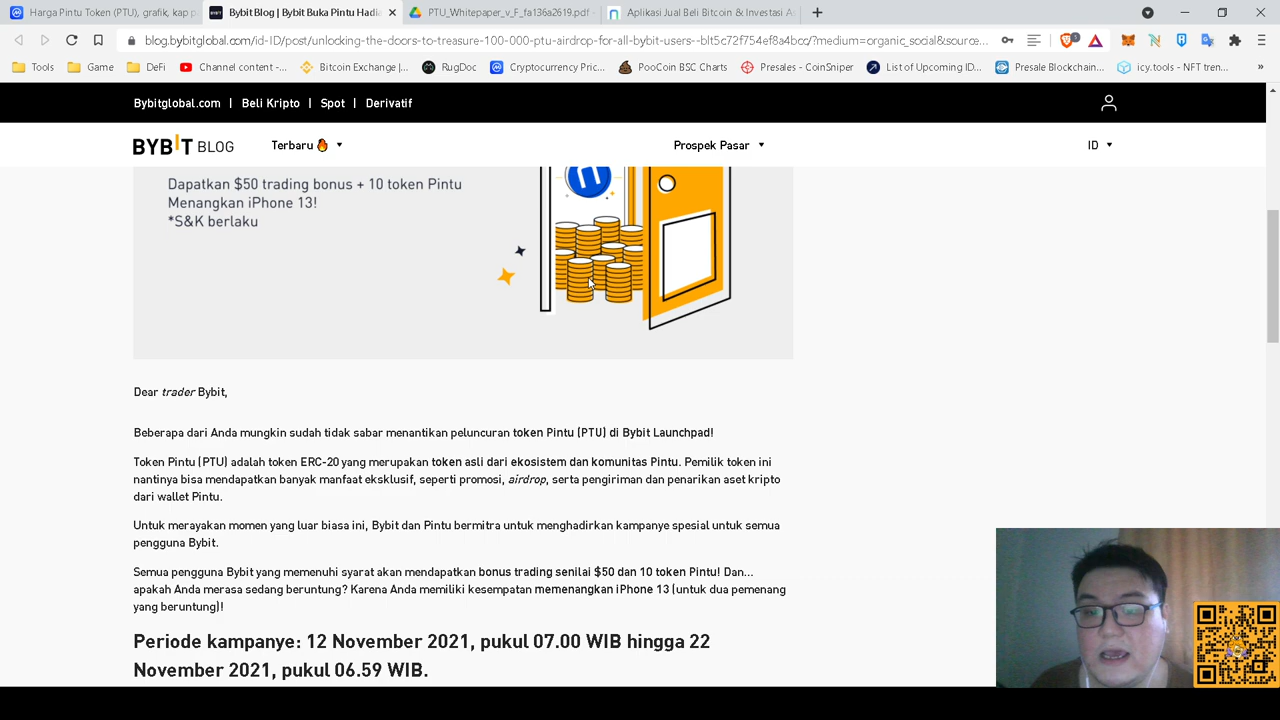 Harga Pintu Token (PTU), grafik, kap p
Bybit Blog | Bybit Buka Pintu Hadia
PTU_Whitepaper_v_F_fa136a2619.pdf -
Aplikasi Jual Beli Bitcoin & Investasi As
blog.bybitglobal.com/id-ID/post/unlocking-the-doors-to-treasure-100-000-ptu-airdrop-for-all-bybit-users--blt5c72f754ef8a4bcc/?medium=organic_social&source...
Tools
Game
DeFi
Channel content -...
Bitcoin Exchange |...
RugDoc
Cryptocurrency Pric...
PooCoin BSC Charts
Presales - CoinSniper
List of Upcoming ID...
Presale Blockchain...
icy.tools - NFT tren...
»
Bybitglobal.com | Beli Kripto | Spot | Derivatif
BYBIT BLOG
Terbaru
Prospek Pasar
ID
Dapatkan $50 trading bonus + 10 token Pintu
Menangkan iPhone 13!
*S&K berlaku
Dear trader Bybit,
Beberapa dari Anda mungkin sudah tidak sabar menantikan peluncuran token Pintu (PTU) di Bybit Launchpad!
Token Pintu (PTU) adalah token ERC-20 yang merupakan token asli dari ekosistem dan komunitas Pintu. Pemilik token ini
nantinya bisa mendapatkan banyak manfaat eksklusif, seperti promosi, airdrop, serta pengiriman dan penarikan aset kripto
dari wallet Pintu.
Untuk merayakan momen yang luar biasa ini, Bybit dan Pintu bermitra untuk menghadirkan kampanye spesial untuk semua
pengguna Bybit.
Semua pengguna Bybit yang memenuhi syarat akan mendapatkan bonus trading senilai $50 dan 10 token Pintu! Dan...
apakah Anda merasa sedang beruntung? Karena Anda memiliki kesempatan memenangkan iPhone 13 (untuk dua pemenang
yang beruntung)!
Periode kampanye: 12 November 2021, pukul 07.00 WIB hingga 22
November 2021, pukul 06.59 WIB.